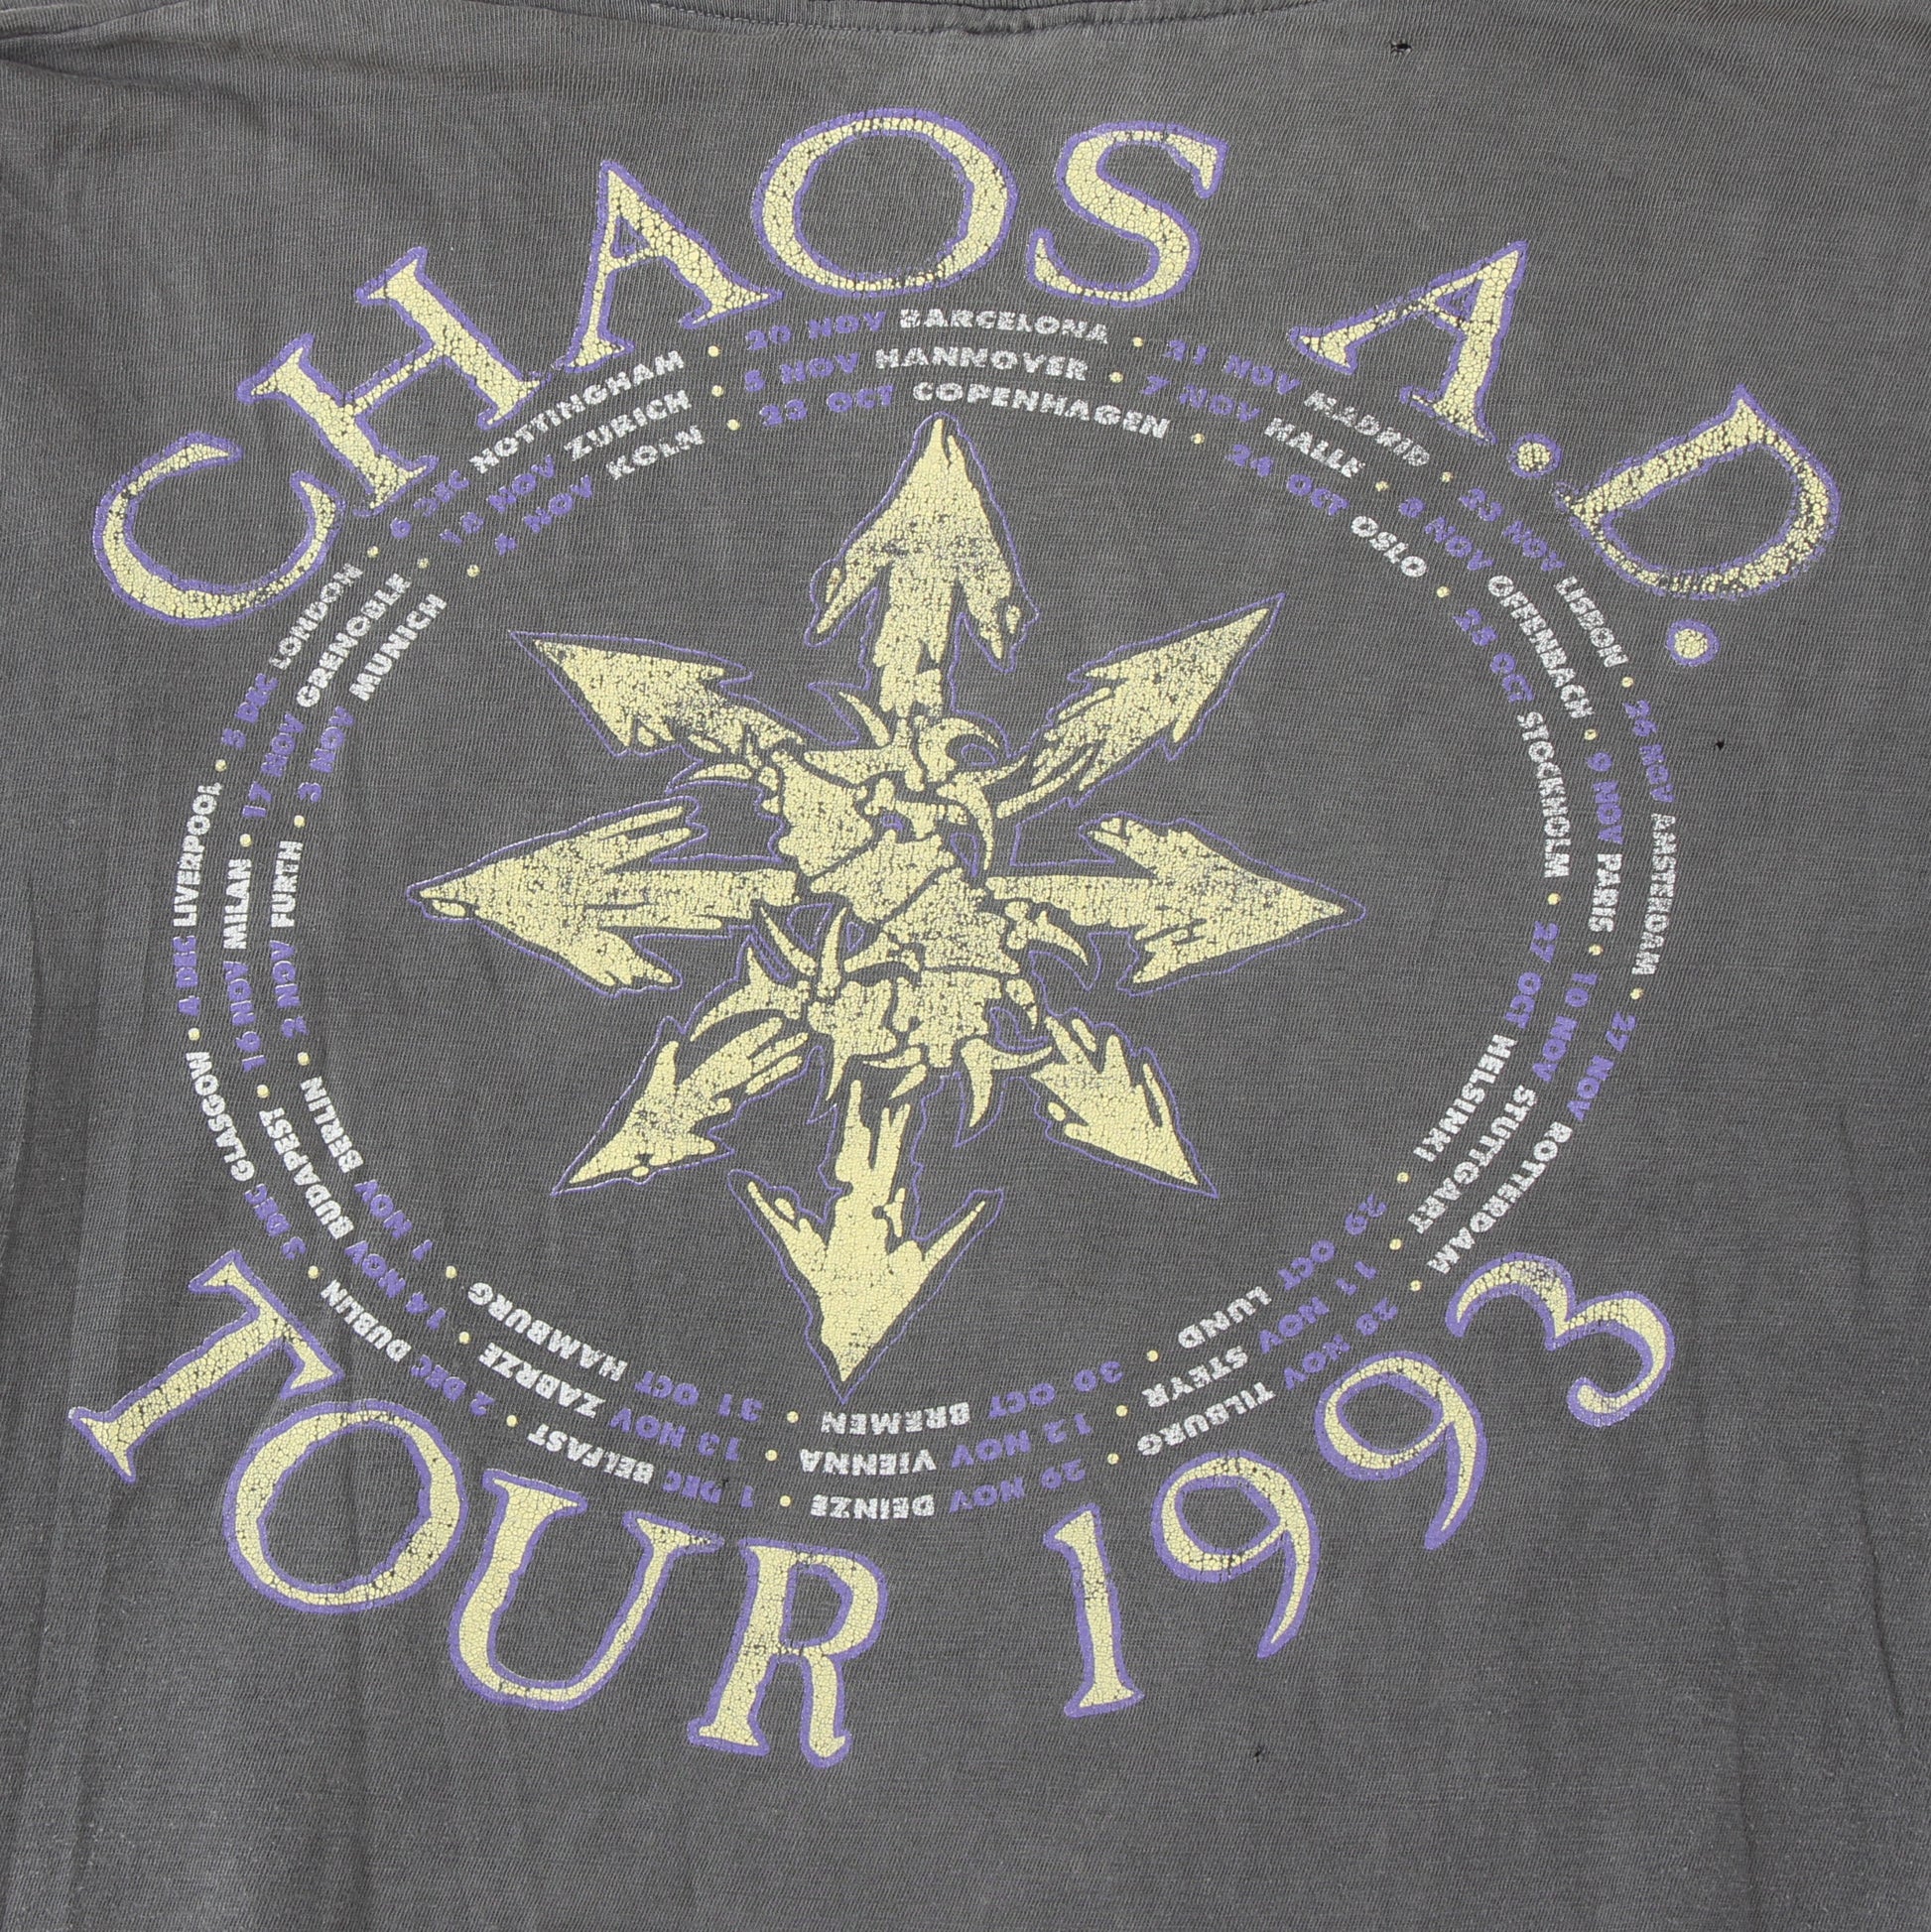 CHAOS A.D.
20 NOV BARCELONA • 21 NOV MADRID • 23 NOV LISBON • 25 NOV AMSTERDAM • 27 NOV ROTTERDAM • 28 NOV TILBURG • 29 NOV DEINZE • 1 DEC BELFAST • 2 DEC DUBLIN • 3 DEC GLASGOW • 4 DEC LIVERPOOL • 5 DEC LONDON • 6 DEC NOTTINGHAM •
5 NOV HANNOVER • 7 NOV HALLE • 8 NOV OFFENBACH • 9 NOV PARIS • 10 NOV STUTTGART • 11 NOV STEYR • 12 NOV VIENNA • 13 NOV ZABRZE • 14 NOV BUDAPEST • 16 NOV MILAN • 17 NOV GRENOBLE • 18 NOV ZURICH •
23 OCT COPENHAGEN • 24 OCT OSLO • 25 OCT STOCKHOLM • 27 OCT HELSINKI • 29 OCT LUND • 30 OCT BREMEN • 31 OCT HAMBURG • 1 NOV BERLIN • 2 NOV FURTH • 3 NOV MUNICH • 4 NOV KOLN •
TOUR 1993